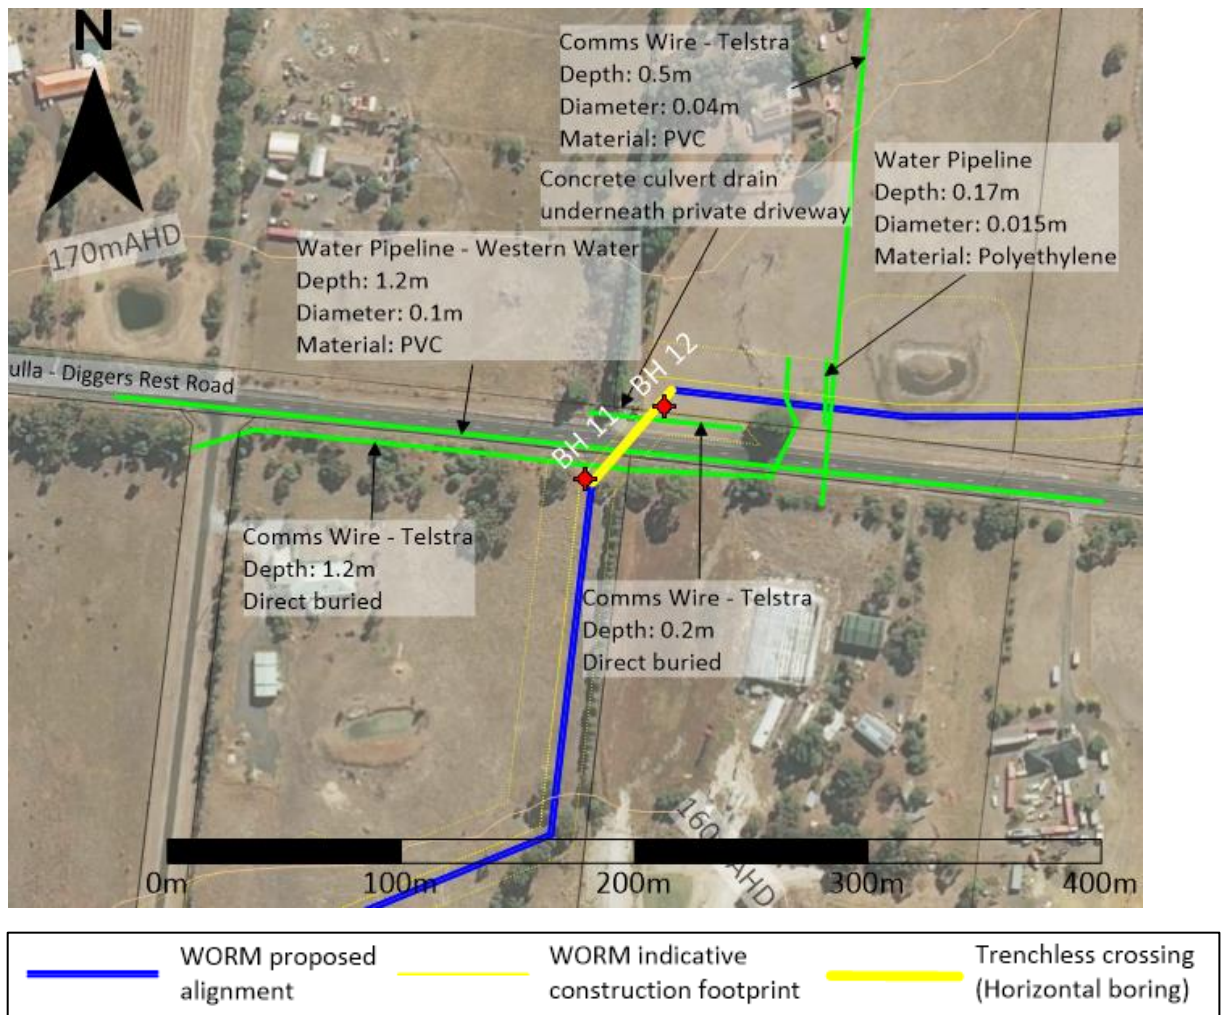 N
Comms Wire - Telstra
Depth: 0.5m
Diameter: 0.04m
Material: PVC
Concrete culvert drain
underneath private driveway
Water Pipeline
Depth: 0.17m
Diameter: 0.015m
Material: Polyethylene
170mAHD
Water Pipeline - Western Water
Depth: 1.2m
Diameter: 0.1m
Material: PVC
ulla - Diggers Rest Road
BH 12
BH 11
Comms Wire - Telstra
Depth: 1.2m
Direct buried
Comms Wire - Telstra
Depth: 0.2m
Direct buried
160 AHD
0m 100m 200m 300m 400m
WORM proposed
alignment
WORM indicative
construction footprint
Trenchless crossing
(Horizontal boring)